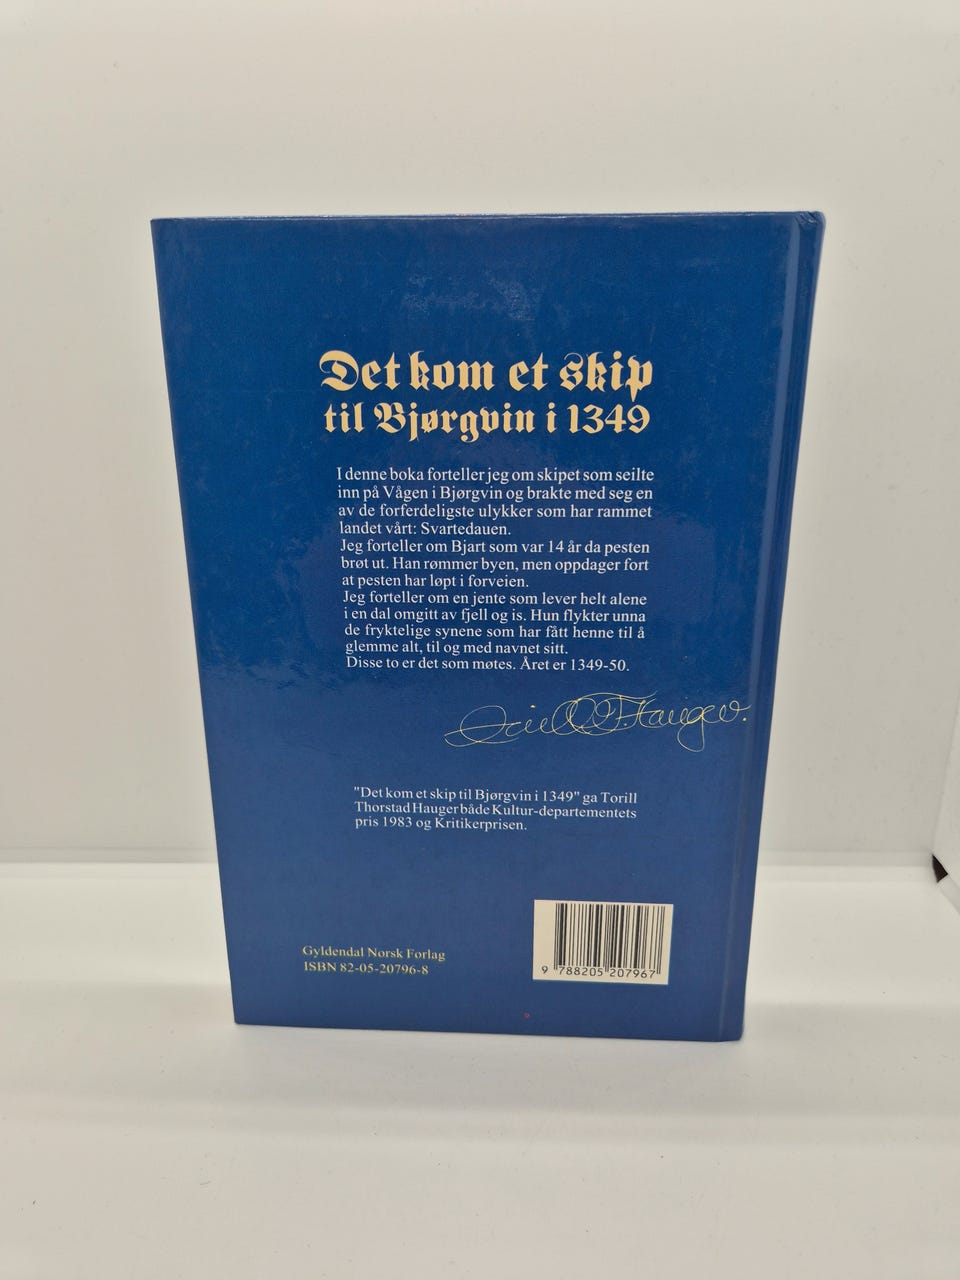 Det kom et skip
til Bjørgvin i 1349
I denne boka forteller jeg om skipet som seilte
inn på Vågen i Bjørgvin og brakte med seg en
av de forferdeligste ulykker som har rammet
landet vårt: Svartedauen.
Jeg forteller om Bjart som var 14 år da pesten
brøt ut. Han rømmer byen, men oppdager fort
at pesten har løpt i forveien.
Jeg forteller om en jente som lever helt alene
i en dal omgitt av fjell og is. Hun flykter unna
de fryktelige synene som har fått henne til å
glemme alt, til og med navnet sitt.
Disse to er det som møtes. Året er 1349-50.
"Det kom et skip til Bjørgvin i 1349" ga Torill
Thorstad Hauger både Kultur-departementets
pris 1983 og Kritikerprisen.
Gyldendal Norsk Forlag
ISBN 82-05-20796-8
9 788205 207967